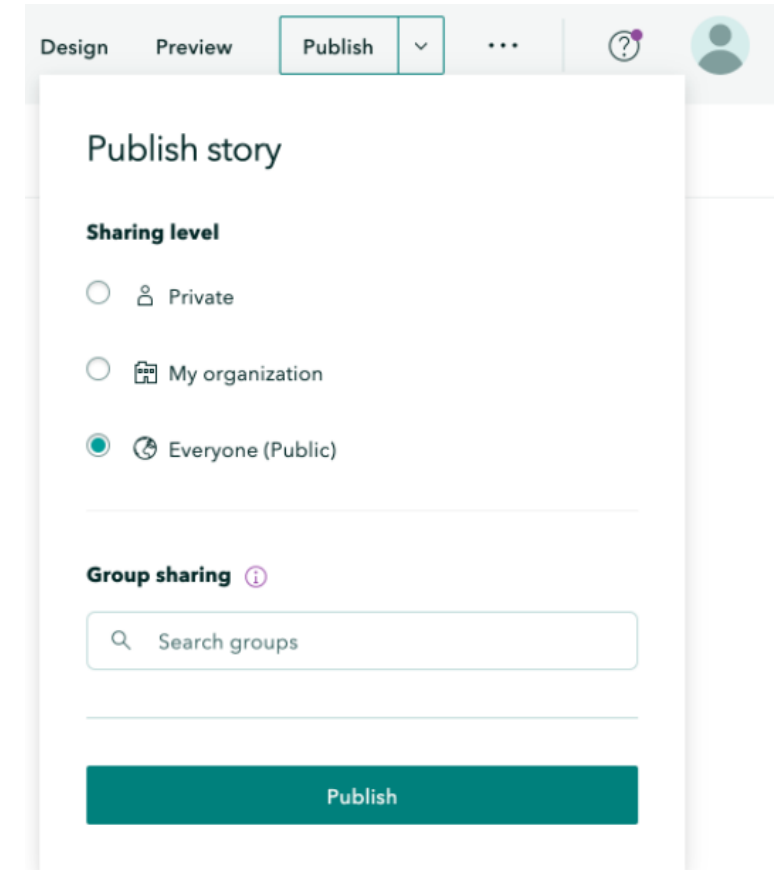 Design Preview Publish ...
Publish story
Sharing level
Private
My organization
Everyone (Public)
Group sharing
Search groups
Publish